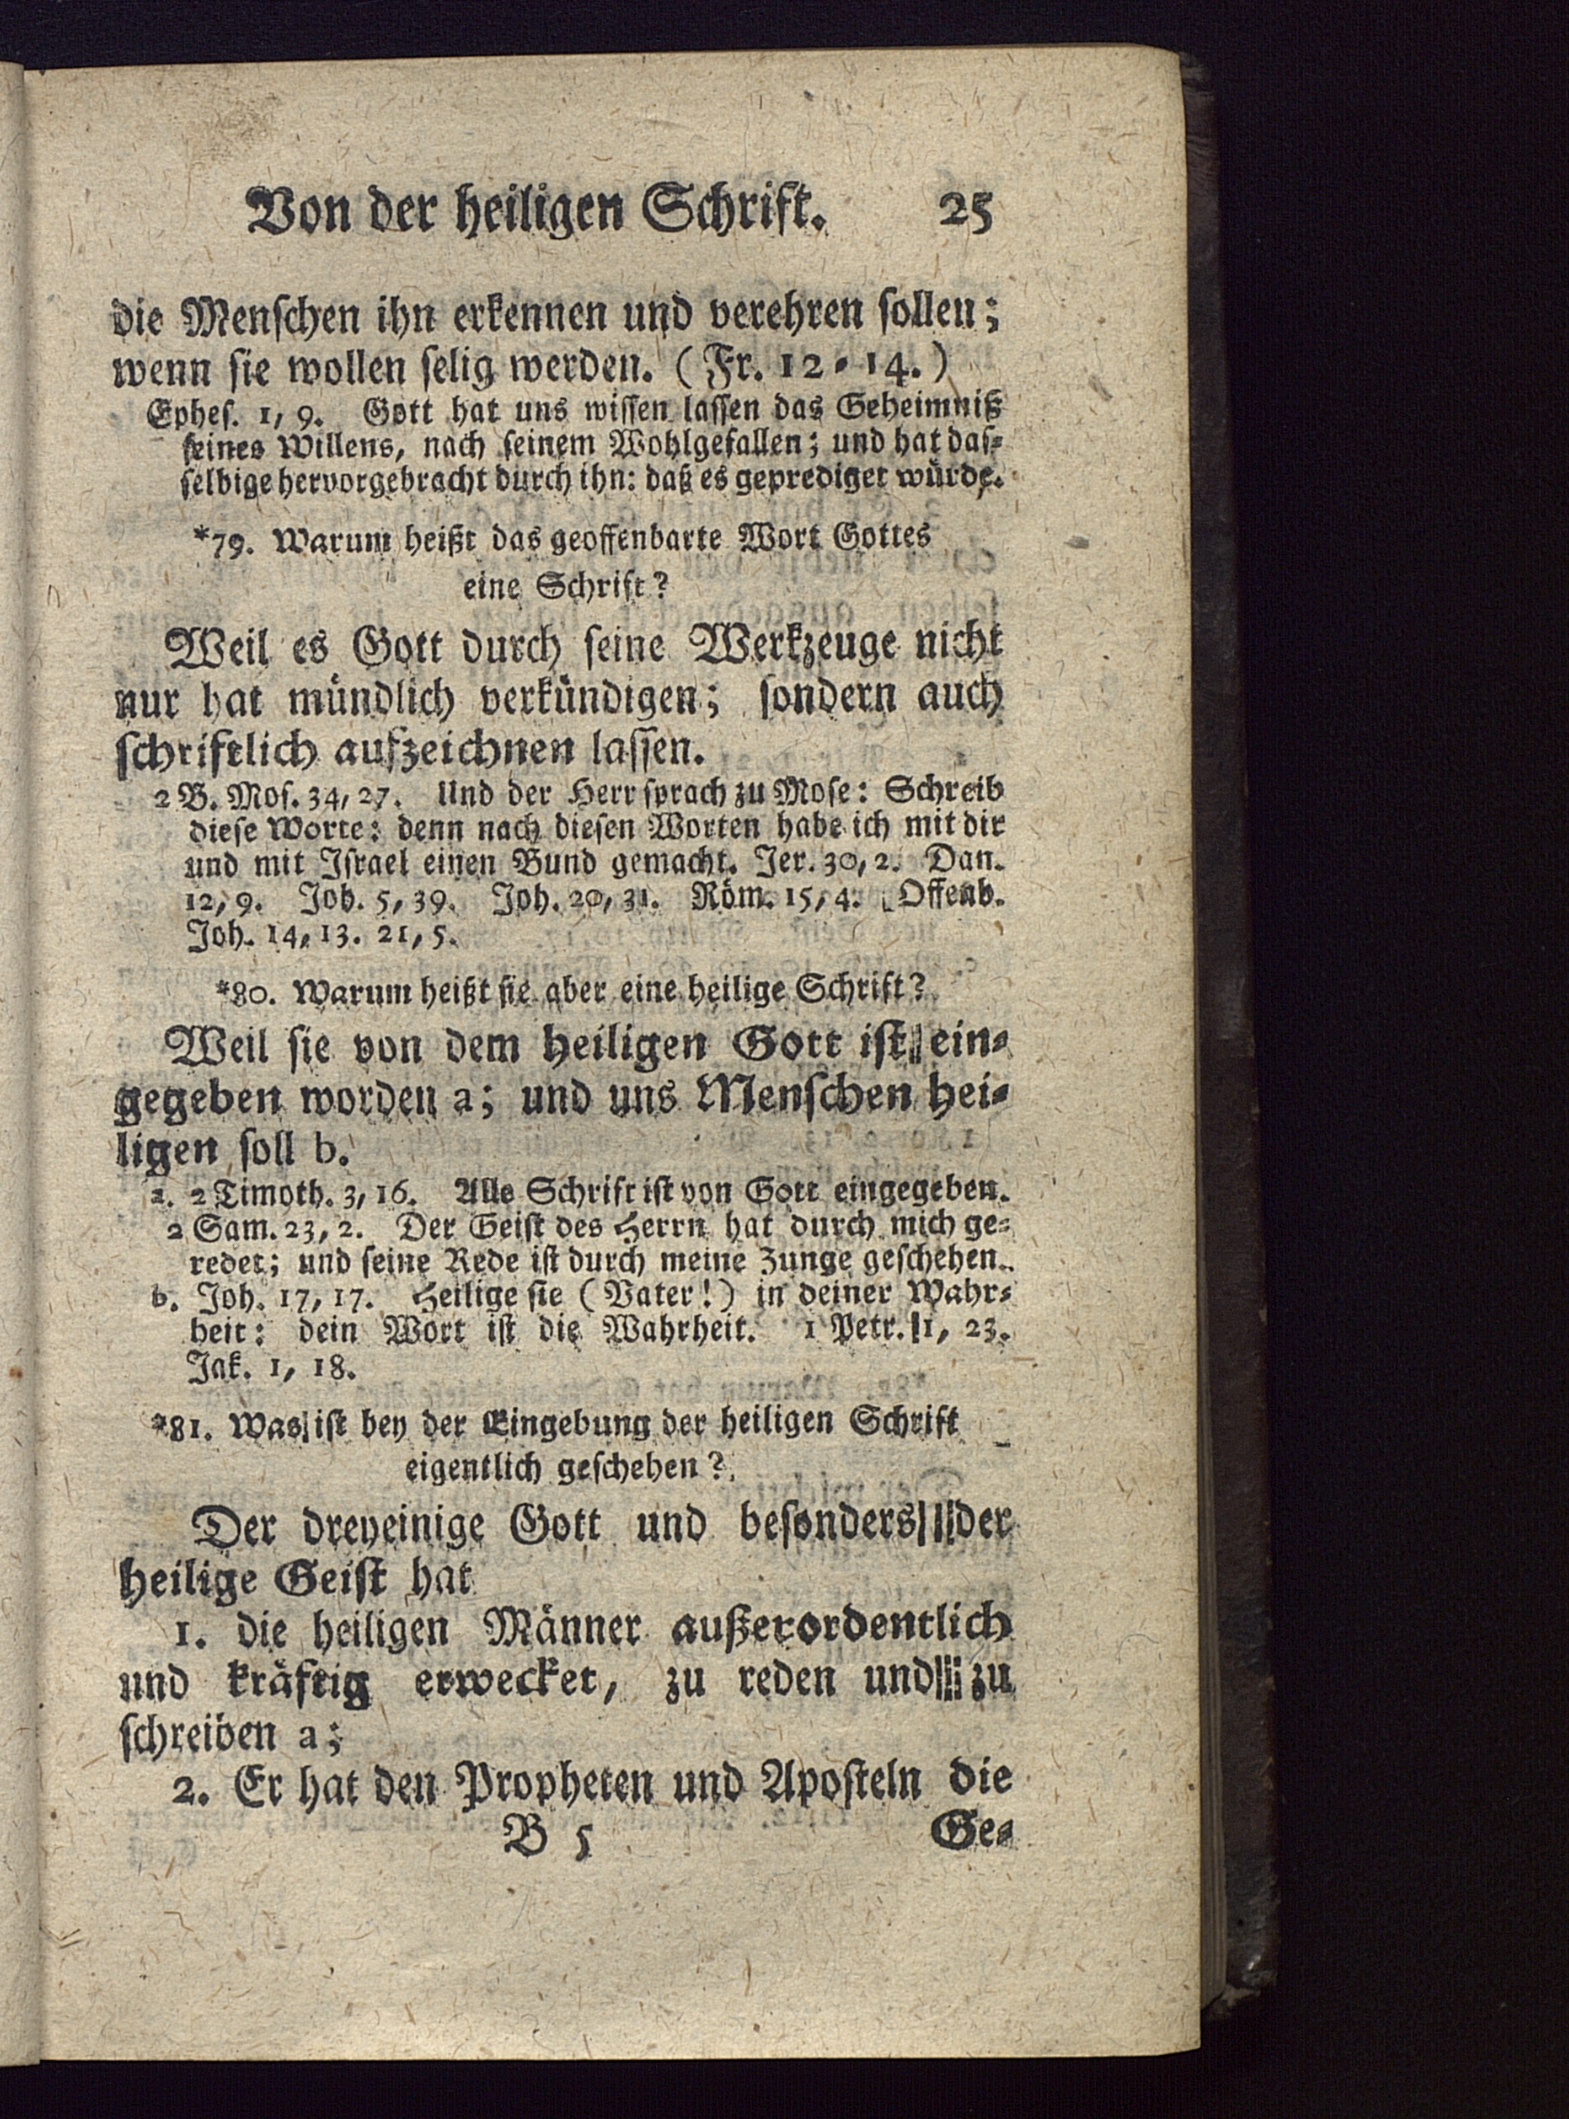 Von der heiligen Schrift. 25
die Menschen ihn erkennen und verehren sollen;
wenn sie wollen selig werden. (Fr. 12-14.)
Ephes. 1, 9. Gott hat uns wissen lassen das Geheimniß
seines Willens, nach seinem Wohlgefallen; und hat das-
selbige hervorgebracht durch ihn: daß es geprediget würde.
*79. Warum heißt das geoffenbarte Wort Gottes
eine Schrift?
Weil es Gott durch seine Werkzeuge nicht
nur hat mündlich verkündigen; sondern auch
schriftlich aufzeichnen lassen.
2 B. Mos. 34, 27. Und der Herr sprach zu Mose: Schreib
diese Worte: denn nach diesen Worten habe ich mit dir
und mit Israel einen Bund gemacht. Jer. 30, 2. Dan.
12, 9. Joh. 5, 39. Joh. 20, 31. Röm. 15, 4. Offenb.
Joh. 14, 13. 21, 5.
*80. Warum heißt sie aber eine heilige Schrift?
Weil sie von dem heiligen Gott ist ein-
gegeben worden a; und uns Menschen hei-
ligen soll b.
a. 2 Timoth. 3, 16. Alle Schrift ist von Gott eingegeben.
2 Sam. 23, 2. Der Geist des Herrn hat durch mich ge-
redet; und seine Rede ist durch meine Zunge geschehen.
b. Joh. 17, 17. Heilige sie (Vater!) in deiner Wahr-
heit: dein Wort ist die Wahrheit. 1 Petr. 1, 23.
Jak. 1, 18.
*81. Was ist bey der Eingebung der heiligen Schrift
eigentlich geschehen?
Der dreyeinige Gott und besonders der
heilige Geist hat
1. die heiligen Männer außerordentlich
und kräftig erwecket, zu reden und zu
schreiben a;
2. Er hat den Propheten und Aposteln die
B 5 Ge-